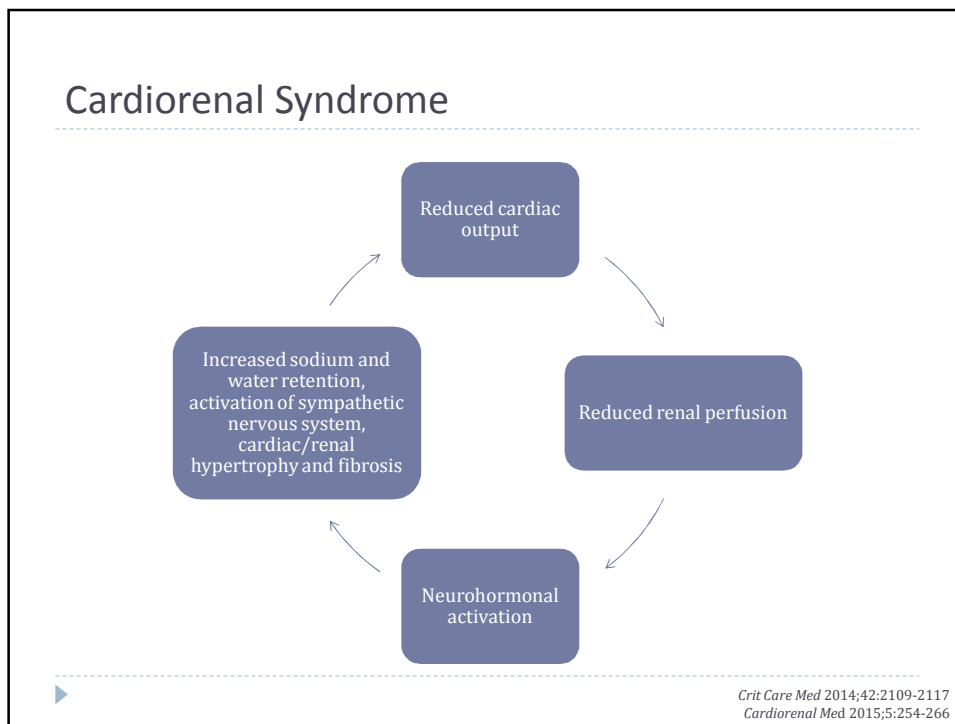 Cardiorenal Syndrome
Reduced cardiac
output
Reduced renal perfusion
Neurohormonal
activation
Increased sodium and
water retention,
activation of sympathetic
nervous system,
cardiac/renal
hypertrophy and fibrosis
Crit Care Med 2014;42:2109-2117
Cardiorenal Med 2015;5:254-266